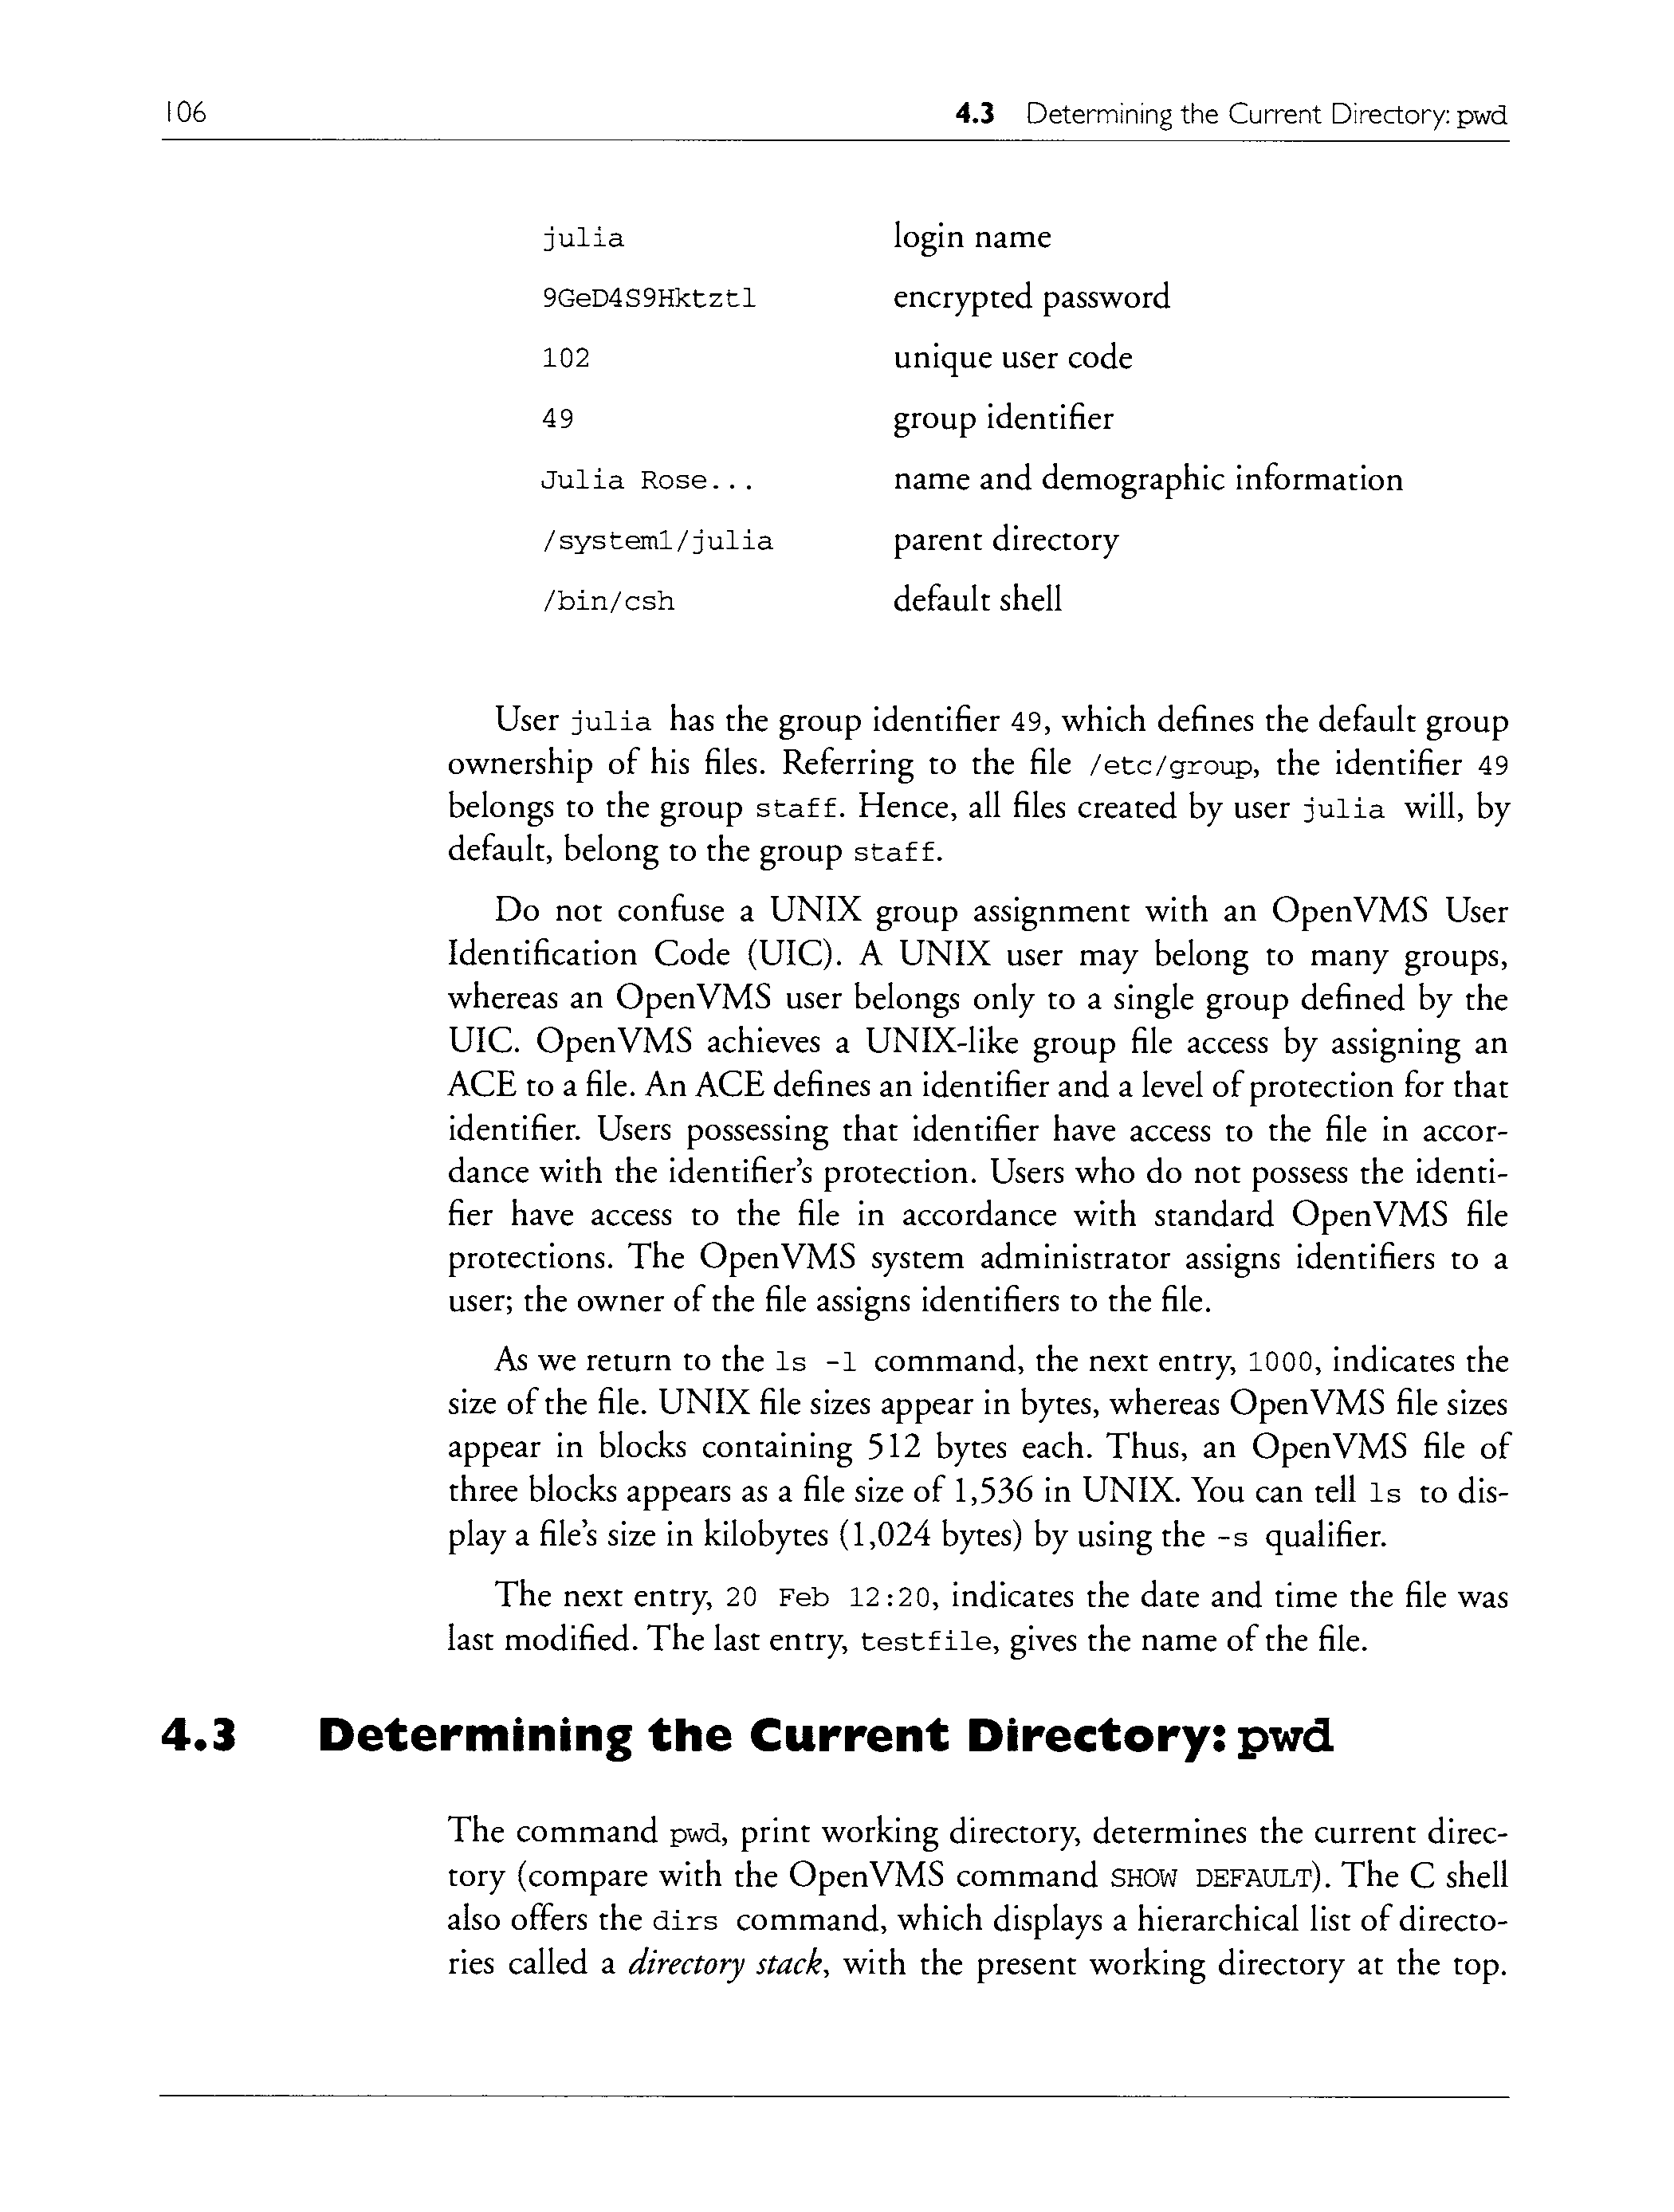 106 4.3 Determining the Current Directory: pwd
julia login name
9GeD4S9Hktztl encrypted password
102 unique user code
49 group identifier
Julia Rose... name and demographic information
/system1/julia parent directory
/bin/csh default shell
User julia has the group identifier 49, which defines the default group
ownership of his files. Referring to the file /etc/group, the identifier 49
belongs to the group staff. Hence, all files created by user julia will, by
default, belong to the group staff.
Do not confuse a UNIX group assignment with an OpenVMS User
Identification Code (UIC). A UNIX user may belong to many groups,
whereas an OpenVMS user belongs only to a single group defined by the
UIC. OpenVMS achieves a UNIX-like group file access by assigning an
ACE to a file. An ACE defines an identifier and a level of protection for that
identifier. Users possessing that identifier have access to the file in accor-
dance with the identifier's protection. Users who do not possess the identi-
fier have access to the file in accordance with standard OpenVMS file
protections. The OpenVMS system administrator assigns identifiers to a
user; the owner of the file assigns identifiers to the file.
As we return to the ls -l command, the next entry, 1000, indicates the
size of the file. UNIX file sizes appear in bytes, whereas OpenVMS file sizes
appear in blocks containing 512 bytes each. Thus, an OpenVMS file of
three blocks appears as a file size of 1,536 in UNIX. You can tell ls to dis-
play a file's size in kilobytes (1,024 bytes) by using the -s qualifier.
The next entry, 20 Feb 12:20, indicates the date and time the file was
last modified. The last entry, testfile, gives the name of the file.
4.3 Determining the Current Directory: pwd
The command pwd, print working directory, determines the current direc-
tory (compare with the OpenVMS command SHOW DEFAULT). The C shell
also offers the dirs command, which displays a hierarchical list of directo-
ries called a directory stack, with the present working directory at the top.